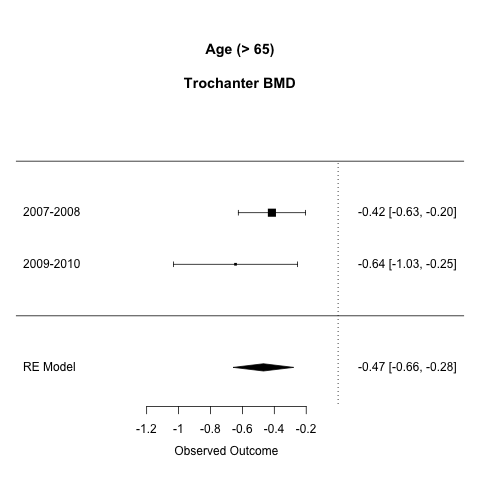 Age (> 65)
Trochanter BMD
2007-2008 -0.42 [-0.63, -0.20]
2009-2010 -0.64 [-1.03, -0.25]
RE Model -0.47 [-0.66, -0.28]
-1.2 -1 -0.8 -0.6 -0.4 -0.2
Observed Outcome